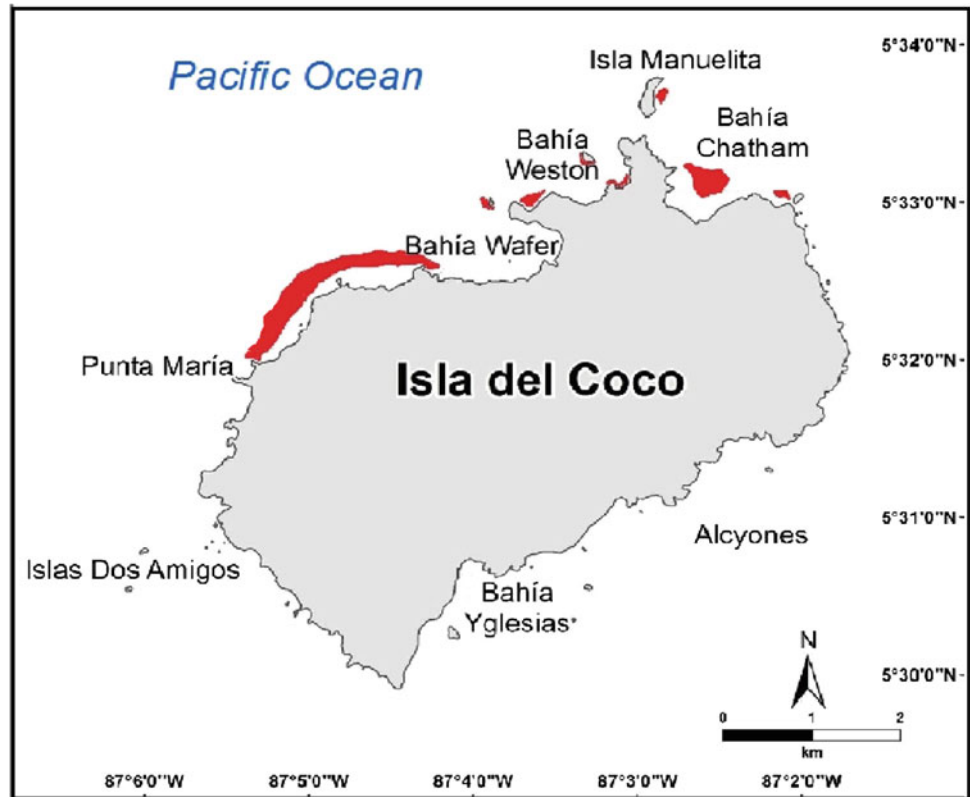 Pacific Ocean
Isla Manuelita
Bahía
Chatham
Bahía
Weston
Bahía Wafer
Punta María
Isla del Coco
Alcyones
Islas Dos Amigos
Bahía
Yglesias
N
0 1 2
km
5°34'0"N
5°33'0"N
5°32'0"N
5°31'0"N
5°30'0"N
87°6'0"W 87°5'0"W 87°4'0"W 87°3'0"W 87°2'0"W